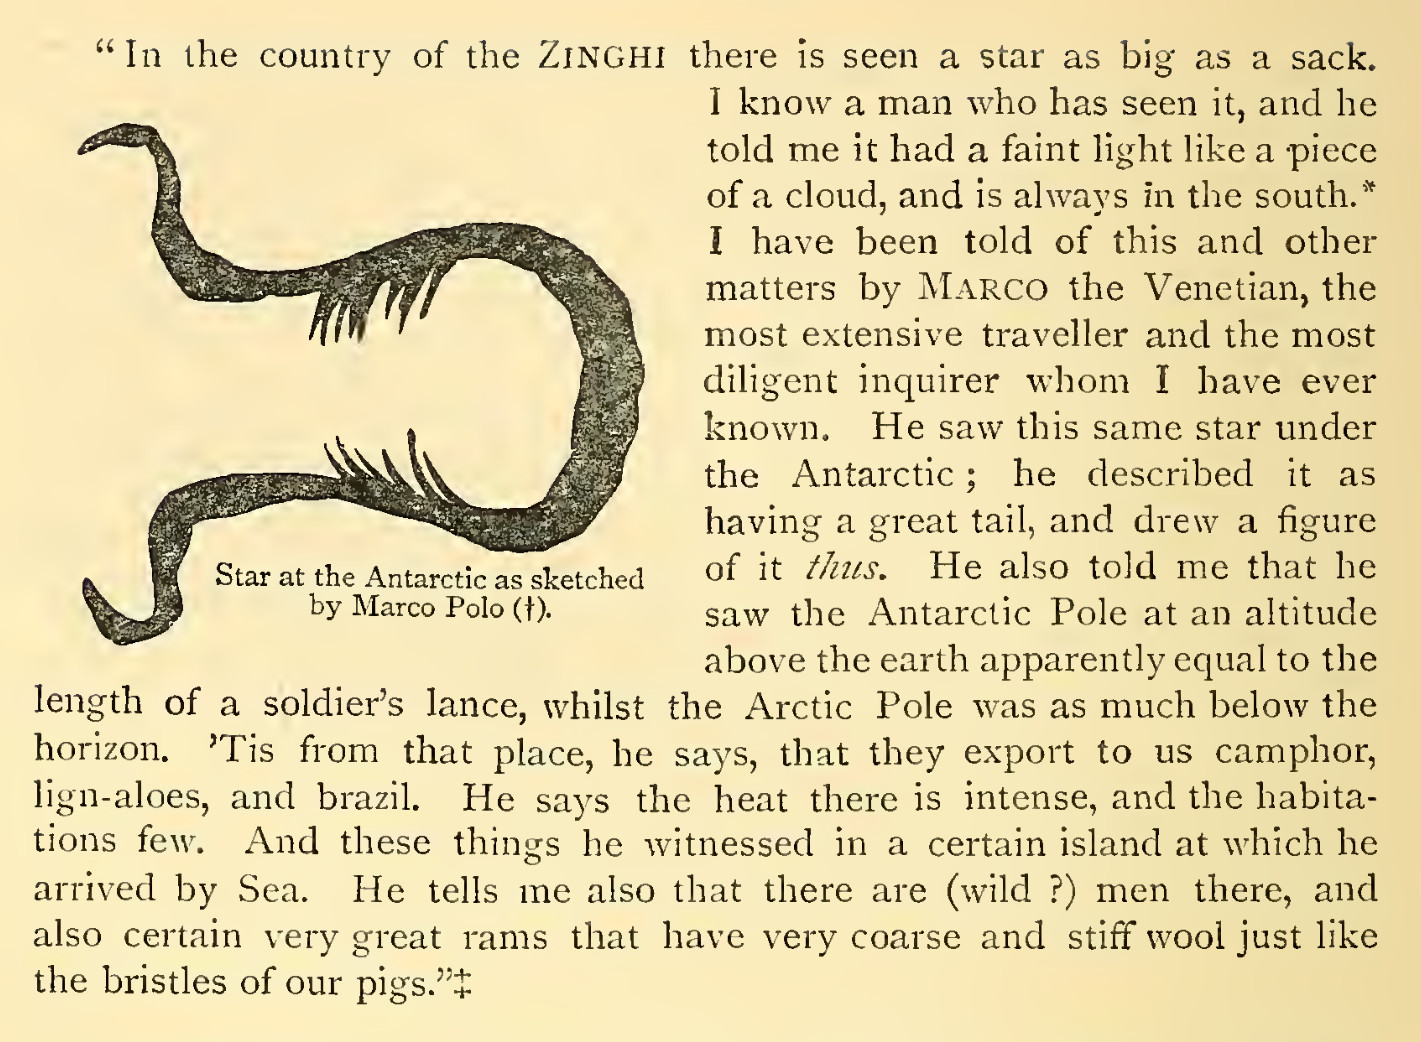 “In the country of the ZINGHI there is seen a star as big as a sack.
I know a man who has seen it, and he
told me it had a faint light like a piece
of a cloud, and is always in the south.*
I have been told of this and other
matters by MARCO the Venetian, the
most extensive traveller and the most
diligent inquirer whom I have ever
known. He saw this same star under
the Antarctic; he described it as
having a great tail, and drew a figure
of it thus. He also told me that he
saw the Antarctic Pole at an altitude
above the earth apparently equal to the
length of a soldier’s lance, whilst the Arctic Pole was as much below the
horizon. ’Tis from that place, he says, that they export to us camphor,
lign-aloes, and brazil. He says the heat there is intense, and the habita-
tions few. And these things he witnessed in a certain island at which he
arrived by Sea. He tells me also that there are (wild ?) men there, and
also certain very great rams that have very coarse and stiff wool just like
the bristles of our pigs.”‡
Star at the Antarctic as sketched
by Marco Polo (†).